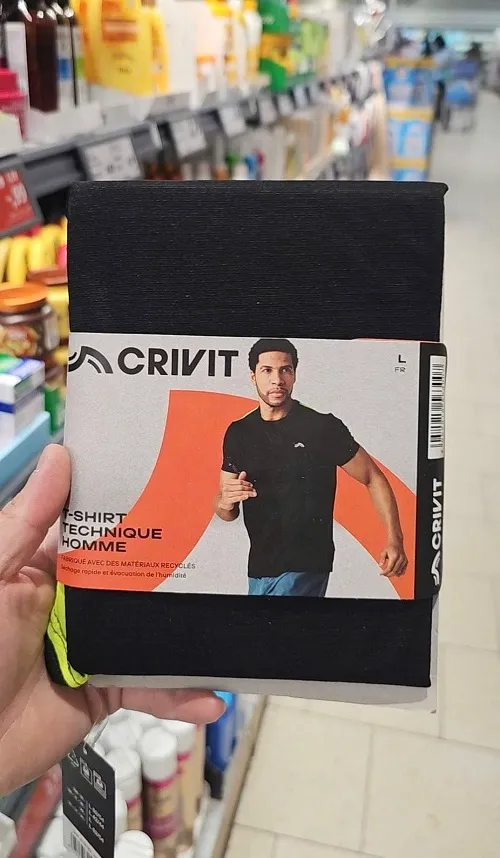 CRIVIT
L
FR
T-SHIRT
TECHNIQUE
HOMME
FABRIQUÉ AVEC DES MATÉRIAUX RECYCLÉS
Séchage rapide et évacuation de l'humidité
CRIVIT